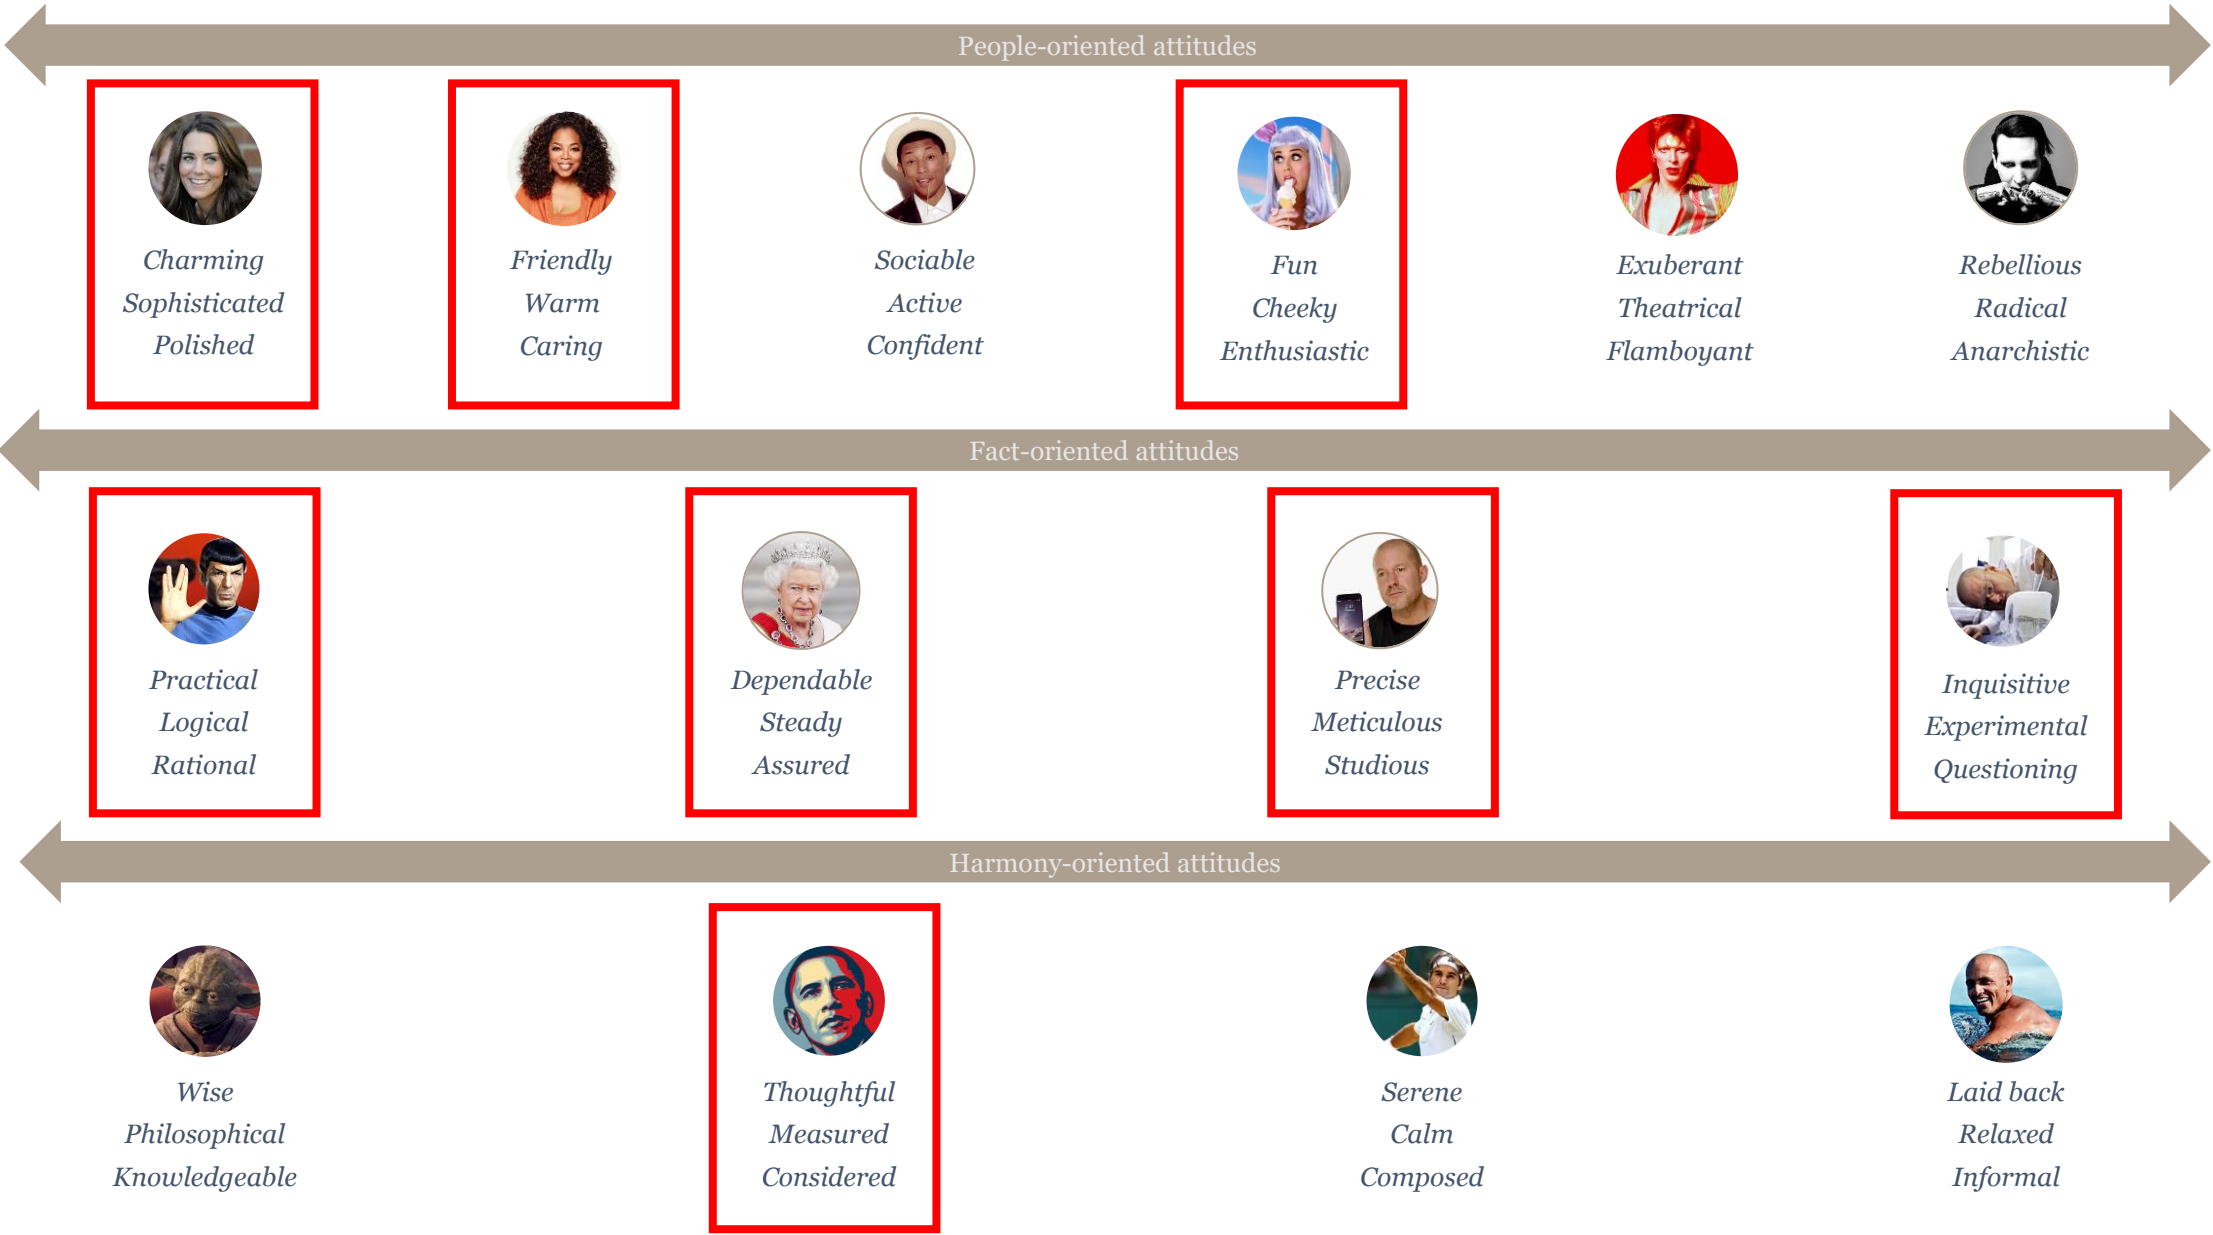 People-oriented attitudes
Charming
Sophisticated
Polished
Friendly
Warm
Caring
Sociable
Active
Confident
Fun
Cheeky
Enthusiastic
Exuberant
Theatrical
Flamboyant
Rebellious
Radical
Anarchistic
Fact-oriented attitudes
Practical
Logical
Rational
Dependable
Steady
Assured
Precise
Meticulous
Studious
Inquisitive
Experimental
Questioning
Harmony-oriented attitudes
Wise
Philosophical
Knowledgeable
Thoughtful
Measured
Considered
Serene
Calm
Composed
Laid back
Relaxed
Informal